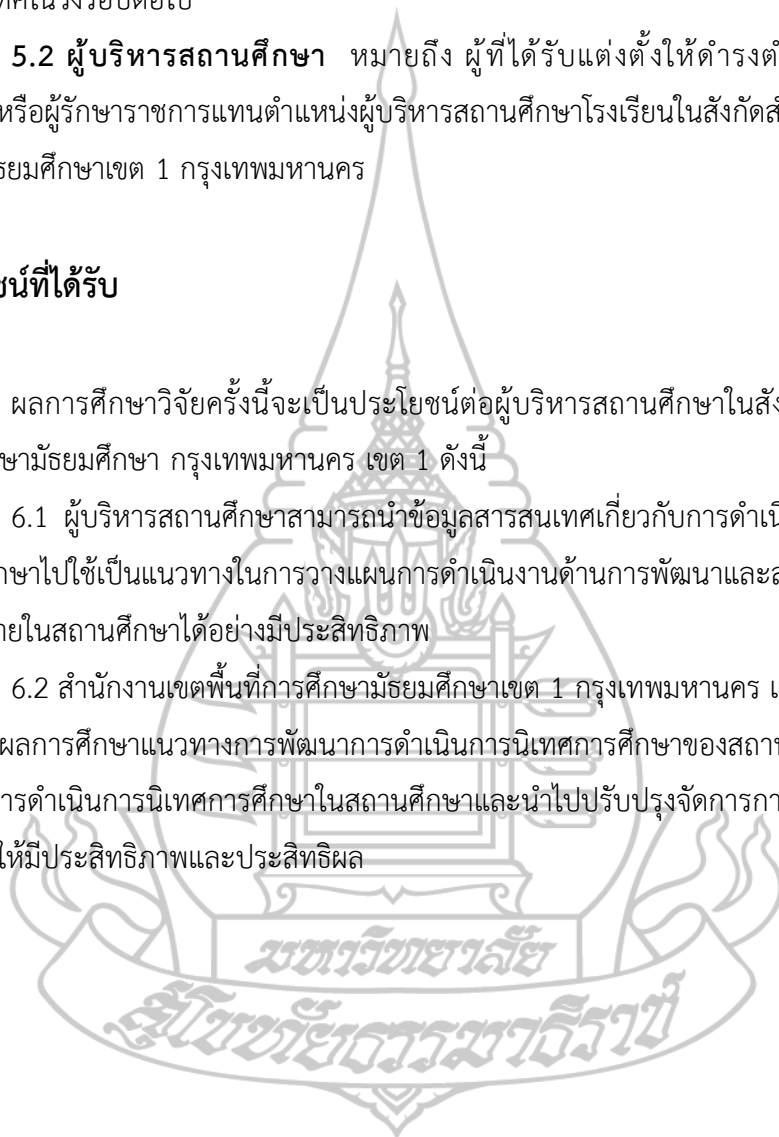 5.2 ผู้บริหารสถานศึกษา หมายถึง ผู้ที่ได้รับแต่งตั้งให้ดำรงตำ
หรือผู้รักษาราชการแทนตำแหน่งผู้บริหารสถานศึกษาโรงเรียนในสังกัดสำ
ธยมศึกษาเขต 1 กรุงเทพมหานคร
ชน์ที่ได้รับ
ผลการศึกษาวิจัยครั้งนี้จะเป็นประโยชน์ต่อผู้บริหารสถานศึกษาในสัง
ษามัธยมศึกษา กรุงเทพมหานคร เขต 1 ดังนี้
6.1 ผู้บริหารสถานศึกษาสามารถนำข้อมูลสารสนเทศเกี่ยวกับการดำเนิ
กษาไปใช้เป็นแนวทางในการวางแผนการดำเนินงานด้านการพัฒนาและส
ายในสถานศึกษาได้อย่างมีประสิทธิภาพ
6.2 สำนักงานเขตพื้นที่การศึกษามัธยมศึกษาเขต 1 กรุงเทพมหานคร เ
ผลการศึกษาแนวทางการพัฒนาการดำเนินการนิเทศการศึกษาของสถาน
ารดำเนินการนิเทศการศึกษาในสถานศึกษาและนำไปปรับปรุงจัดการกา
ให้มีประสิทธิภาพและประสิทธิผล
มหาวิทยาลัย
สุโขทัยธรรมาธิราช